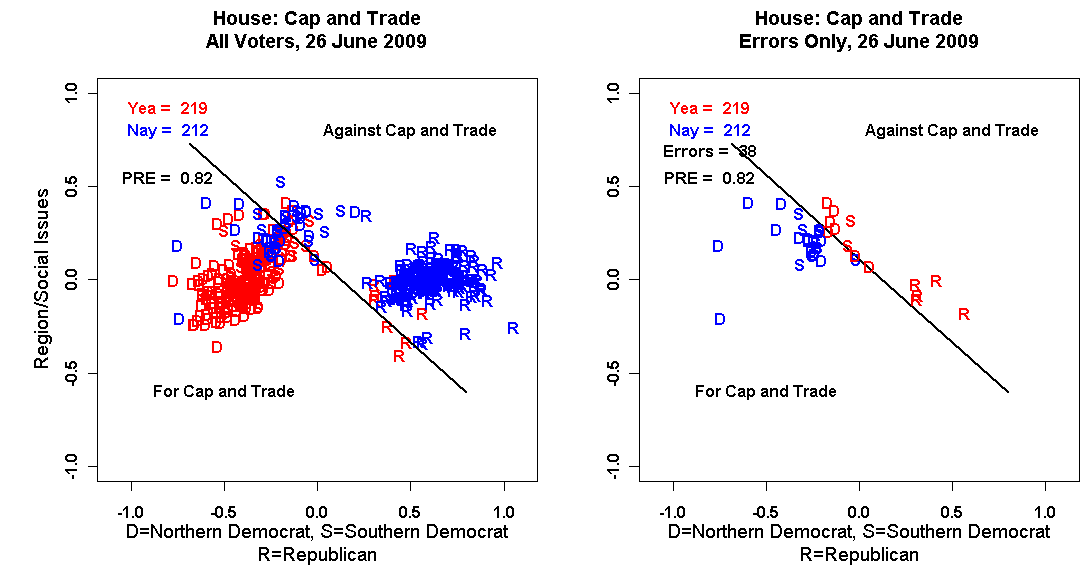 House: Cap and Trade
All Voters, 26 June 2009
Yea = 219
Nay = 212
Against Cap and Trade
PRE = 0.82
For Cap and Trade
Region/Social Issues
1.0
0.5
0.0
-0.5
-1.0
-1.0 -0.5 0.0 0.5 1.0
D=Northern Democrat, S=Southern Democrat
R=Republican
House: Cap and Trade
Errors Only, 26 June 2009
Yea = 219
Nay = 212
Against Cap and Trade
Errors = 38
PRE = 0.82
For Cap and Trade
1.0
0.5
0.0
-0.5
-1.0
-1.0 -0.5 0.0 0.5 1.0
D=Northern Democrat, S=Southern Democrat
R=Republican